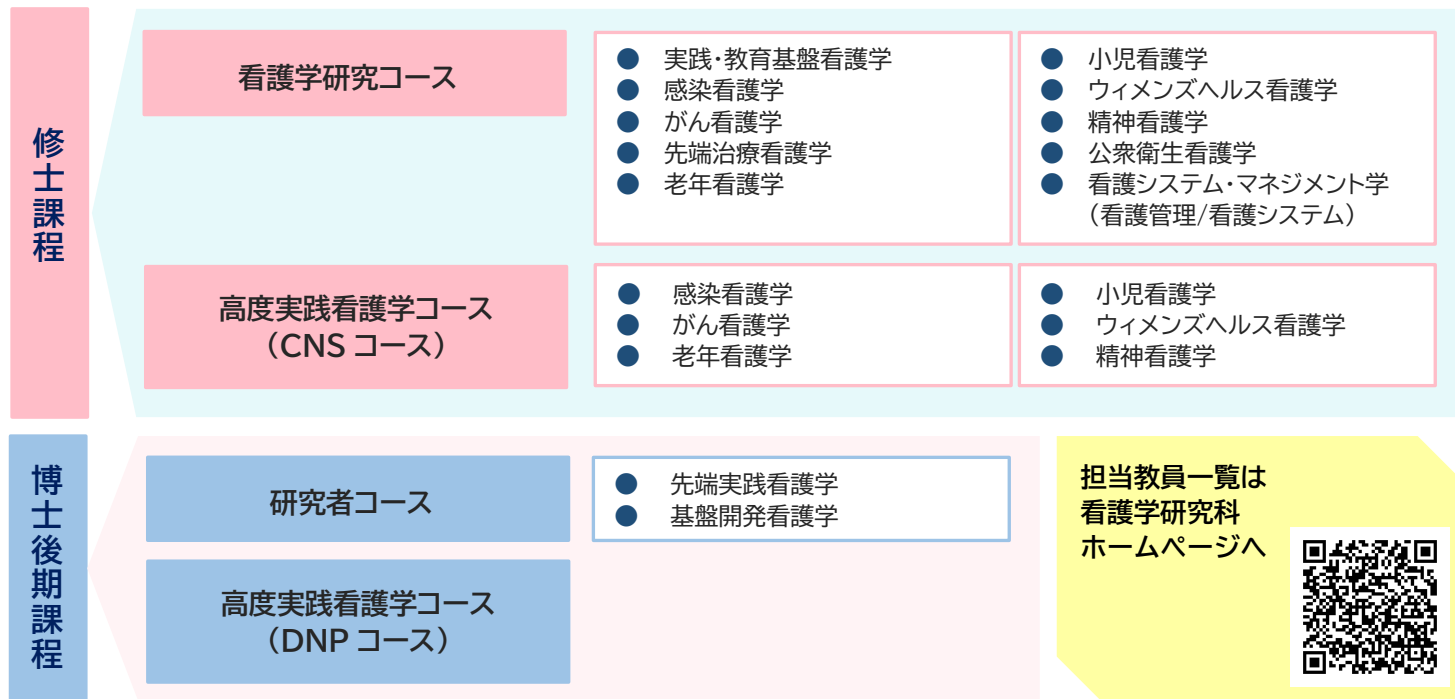 修士課程
看護学研究コース
● 実践・教育基盤看護学
● 感染看護学
● がん看護学
● 先端治療看護学
● 老年看護学
● 小児看護学
● ウィメンズヘルス看護学
● 精神看護学
● 公衆衛生看護学
● 看護システム・マネジメント学
（看護管理/看護システム）
高度実践看護学コース
（CNS コース）
● 感染看護学
● がん看護学
● 老年看護学
● 小児看護学
● ウィメンズヘルス看護学
● 精神看護学
博士後期課程
研究者コース
● 先端実践看護学
● 基盤開発看護学
高度実践看護学コース
（DNP コース）
担当教員一覧は
看護学研究科
ホームページへ